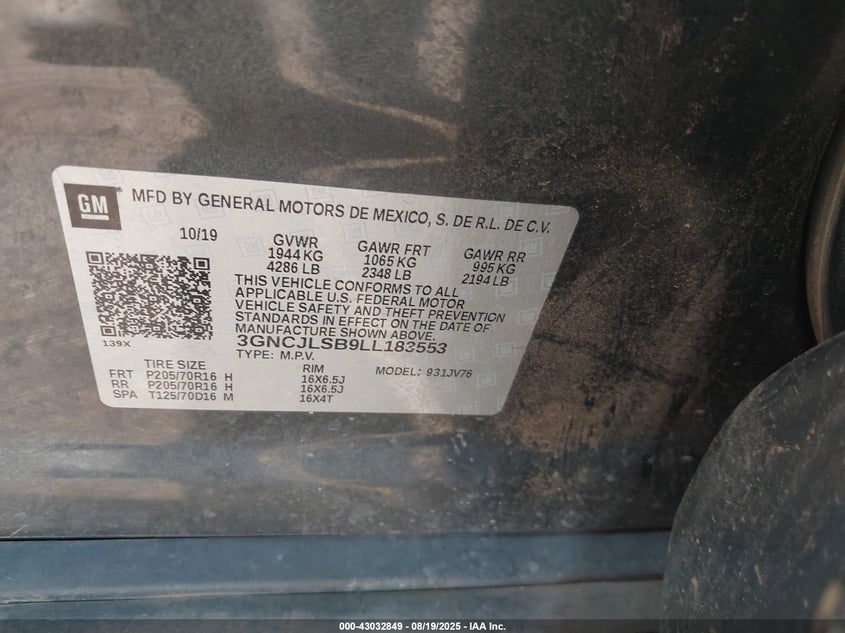 GM
MFD BY GENERAL MOTORS DE MEXICO, S. DE R.L. DE C.V.
10/19 GVWR GAWR FRT GAWR RR
1944 KG 1065 KG 995 KG
4286 LB 2348 LB 2194 LB
THIS VEHICLE CONFORMS TO ALL
APPLICABLE U.S. FEDERAL MOTOR
VEHICLE SAFETY AND THEFT PREVENTION
STANDARDS IN EFFECT ON THE DATE OF
MANUFACTURE SHOWN ABOVE.
139X
3GNCJLSB9LL183553
TYPE: M.P.V.
TIRE SIZE RIM MODEL: 931JV76
FRT P205/70R16 H 16X6.5J
RR P205/70R16 H 16X6.5J
SPA T125/70D16 M 16X4T
000-43032849 - 08/19/2025 - IAA Inc.